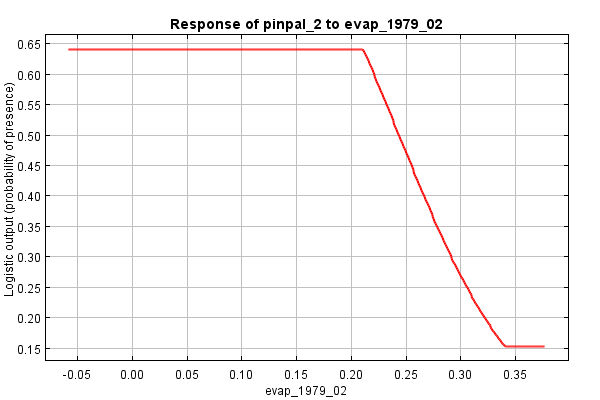 Response of pinpal_2 to evap_1979_02
Logistic output (probability of presence)
0.65
0.60
0.55
0.50
0.45
0.40
0.35
0.30
0.25
0.20
0.15
-0.05 0.00 0.05 0.10 0.15 0.20 0.25 0.30 0.35
evap_1979_02